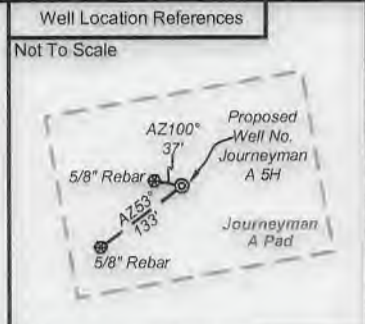 Well Location References
Not To Scale
AZ100°
37'
Proposed
Well No.
Journeyman
A 5H
5/8" Rebar
AZ53°
133'
5/8" Rebar
Journeyman
A Pad